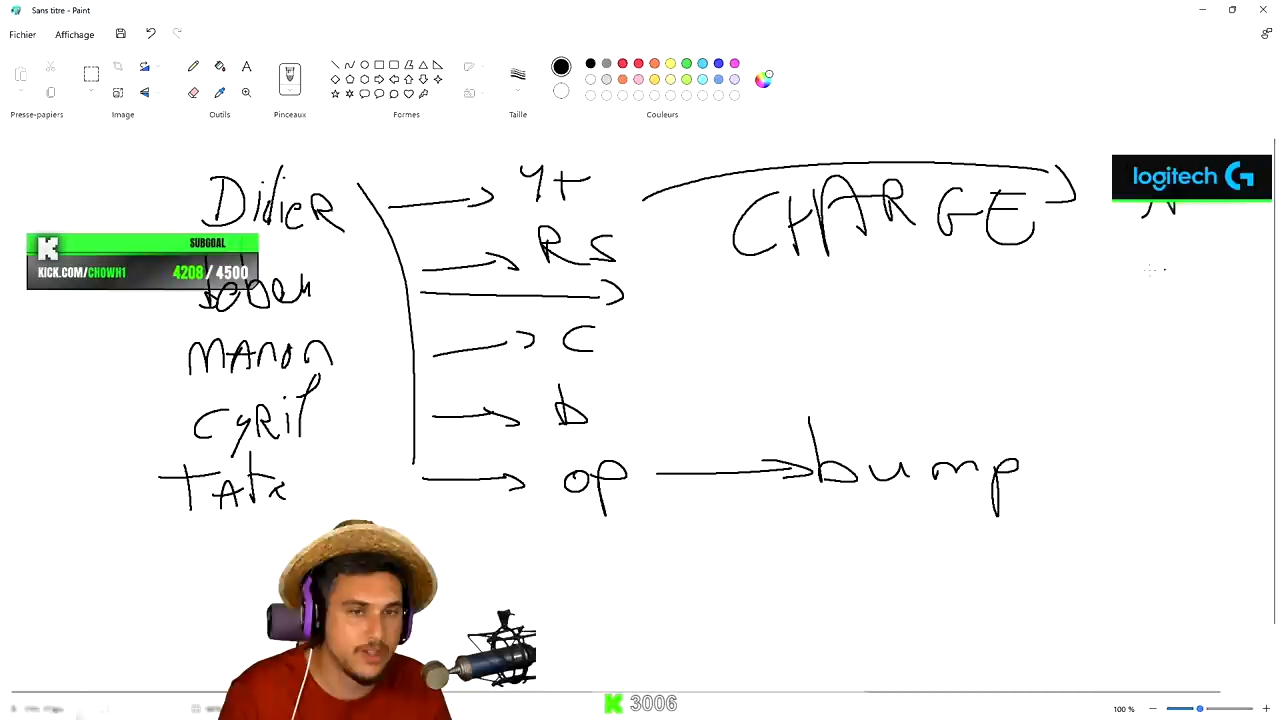 Sans titre - Paint
Fichier
Affichage
Presse-papiers
Image
Outils
Pinceaux
Formes
Taille
Couleurs
logitech G
Didier
yt
CHARGE
SUBGOAL
KICK.COM/CHOWH1
4208 / 4500
RS
MANON
C
CYRil
b
op
bump
K 3006
100 %